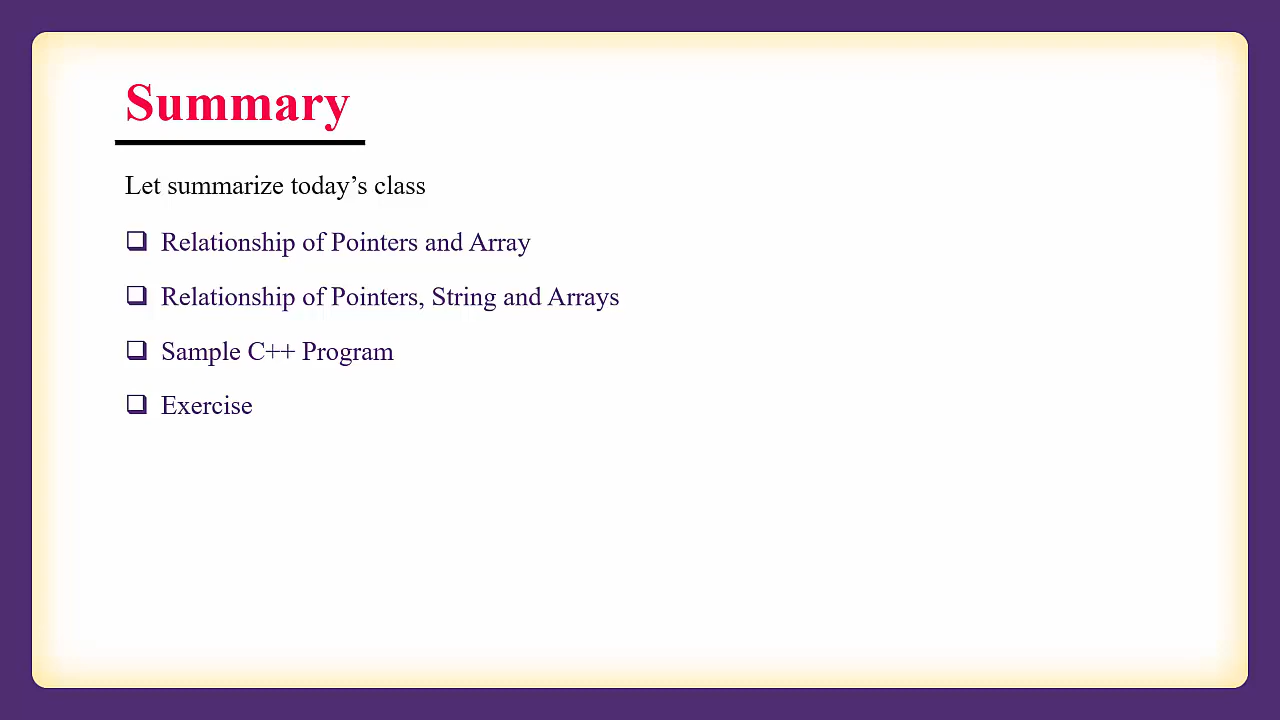 Summary
Let summarize today’s class
❑ Relationship of Pointers and Array
❑ Relationship of Pointers, String and Arrays
❑ Sample C++ Program
❑ Exercise